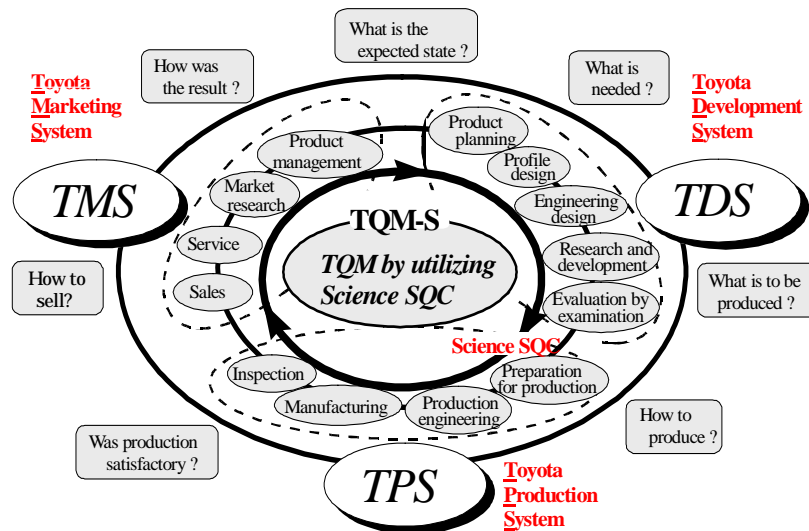 What is the
expected state ?
How was
the result ?
What is
needed ?
Toyota
Marketing
System
Toyota
Development
System
Product
management
Product
planning
Profile
design
Market
research
Engineering
design
TMS
TDS
TQM-S
TQM by utilizing
Science SQC
Service
Research and
development
How to
sell?
Sales
What is to be
produced ?
Evaluation by
examination
Science SQC
Inspection
Preparation
for production
Manufacturing
Production
engineering
How to
produce ?
Was production
satisfactory ?
TPS
Toyota
Production
System